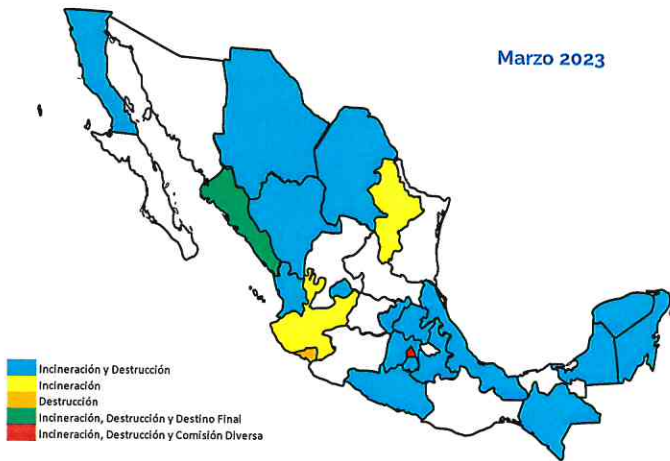 Marzo 2023
Incineración y Destrucción
Incineración
Destrucción
Incineración, Destrucción y Destino Final
Incineración, Destrucción y Comisión Diversa